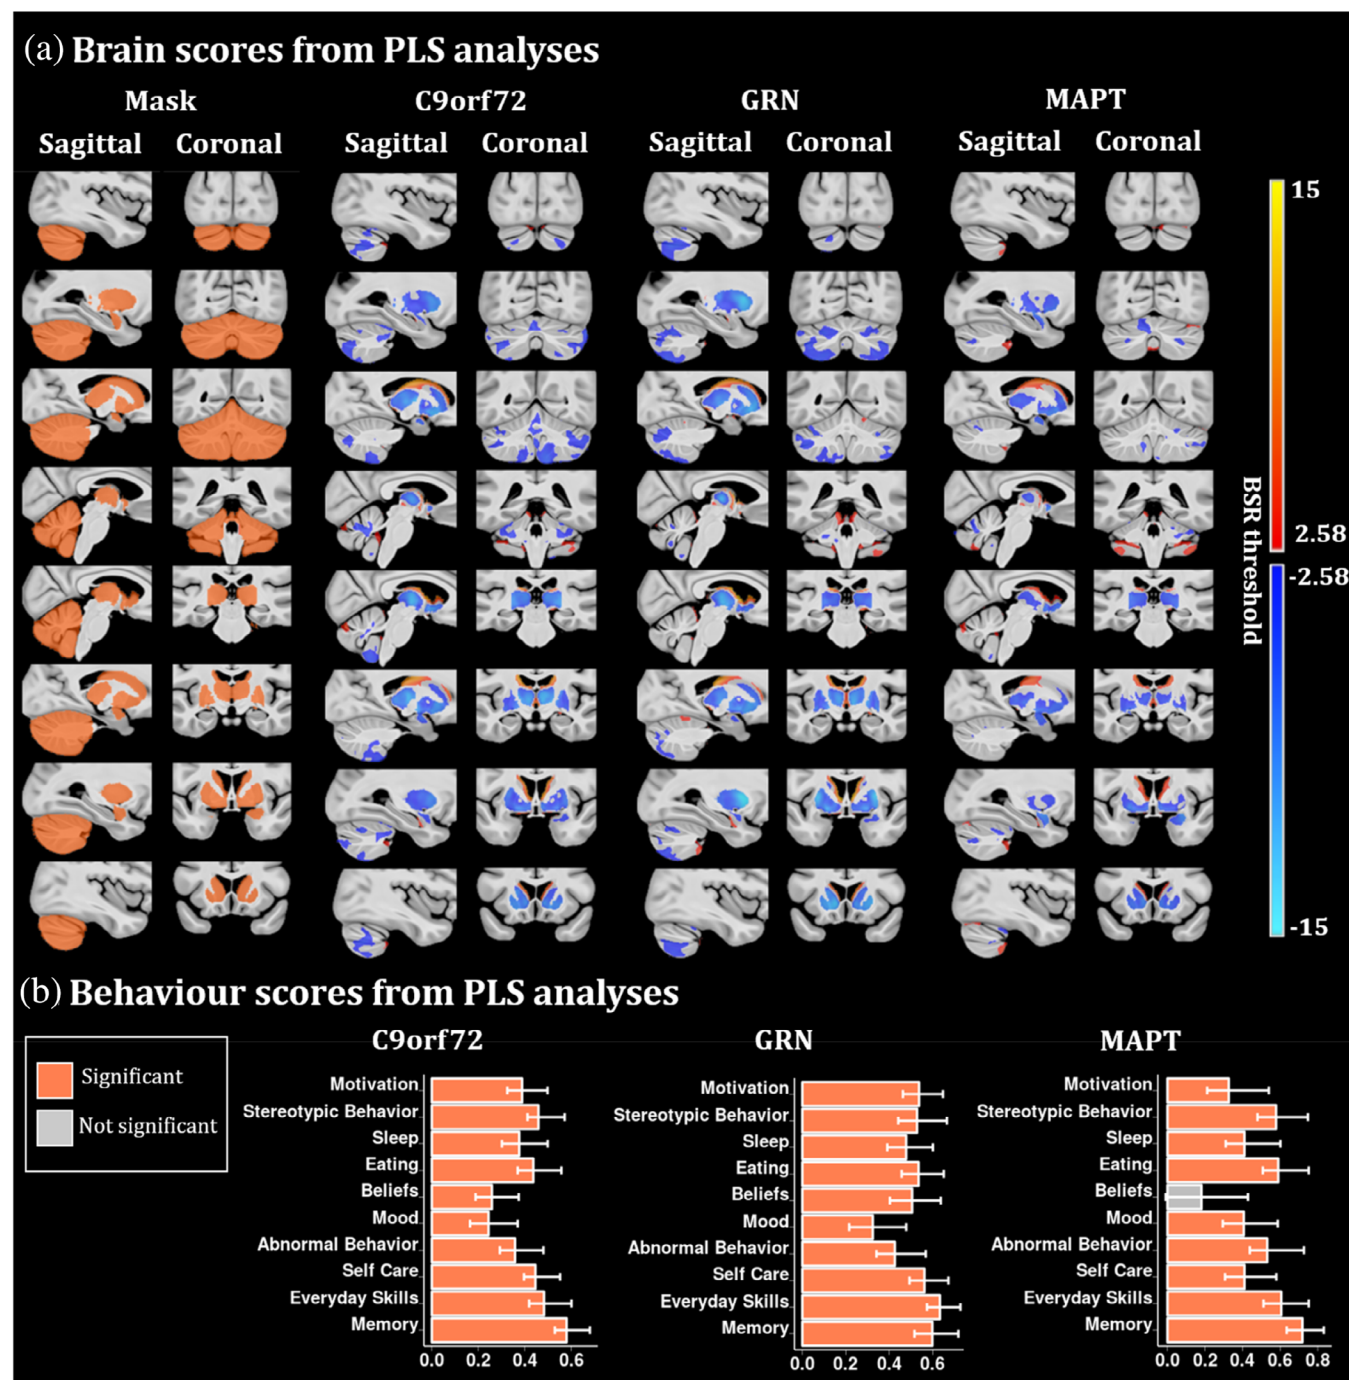 (a) Brain scores from PLS analyses
Mask C9orf72 GRN MAPT
Sagittal Coronal Sagittal Coronal Sagittal Coronal Sagittal Coronal
15
BSR threshold
2.58
-2.58
-15
(b) Behaviour scores from PLS analyses
Significant
Not significant
C9orf72
Motivation
Stereotypic Behavior
Sleep
Eating
Beliefs
Mood
Abnormal Behavior
Self Care
Everyday Skills
Memory
0.0 0.2 0.4 0.6
GRN
Motivation
Stereotypic Behavior
Sleep
Eating
Beliefs
Mood
Abnormal Behavior
Self Care
Everyday Skills
Memory
0.0 0.2 0.4 0.6
MAPT
Motivation
Stereotypic Behavior
Sleep
Eating
Beliefs
Mood
Abnormal Behavior
Self Care
Everyday Skills
Memory
0.0 0.2 0.4 0.6 0.8